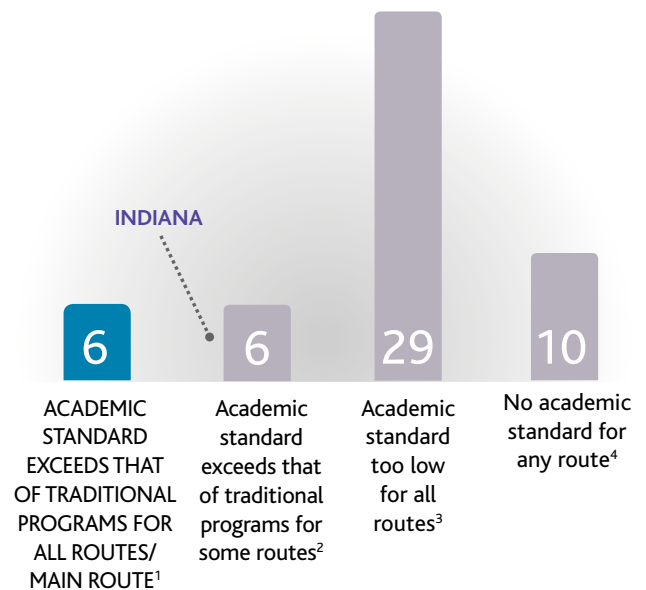 INDIANA
6
6
29
10
ACADEMIC
STANDARD
EXCEEDS THAT
OF TRADITIONAL
PROGRAMS FOR
ALL ROUTES/
MAIN ROUTE¹
Academic
standard
exceeds that
of traditional
programs for
some routes²
Academic
standard
too low
for all
routes³
No academic
standard for
any route⁴